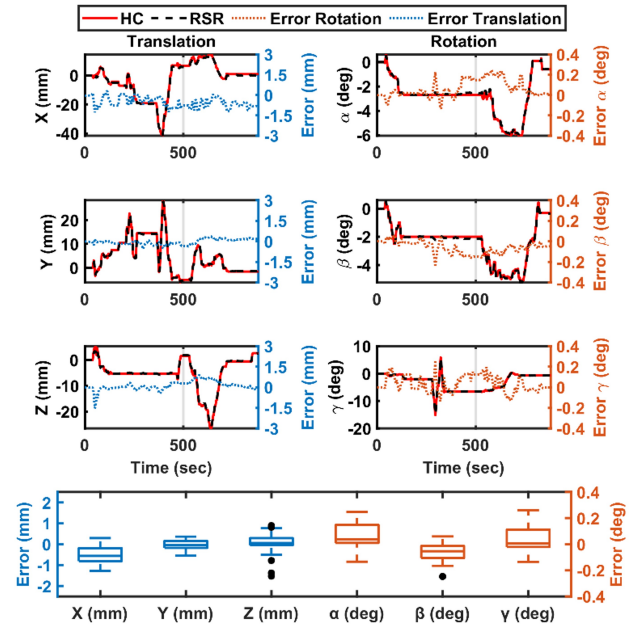 HC RSR Error Rotation Error Translation
Translation Rotation
X (mm) 0 -20 -40 3 1.5 0 -1.5 -3 Error (mm) 0 500
α (deg) 0 -2 -4 -6 0.4 0.2 0 -0.2 -0.4 Error α (deg) 0 500
Y (mm) 20 10 0 3 1.5 0 -1.5 -3 Error (mm) 0 500
β (deg) 0 -2 -4 0.4 0.2 0 -0.2 -0.4 Error β (deg) 0 500
Z (mm) 0 -10 -20 3 1.5 0 -1.5 -3 Error (mm) 0 500
γ (deg) 10 0 -10 -20 0.4 0.2 0 -0.2 -0.4 Error γ (deg) 0 500
Time (sec) Time (sec)
Error (mm) 2 1 0 -1 -2 0.4 0.2 0 -0.2 -0.4 Error (deg)
X (mm) Y (mm) Z (mm) α (deg) β (deg) γ (deg)